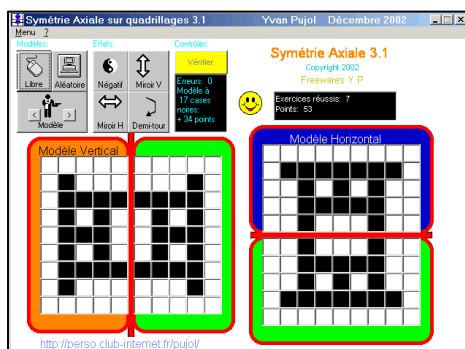 Symétrie Axiale sur quadrillages 3.1 Yvan Pujol Décembre 2002
Menu ?
Modèles: Effets: Contrôles:
Libre Aléatoire Négatif Miroir V Vérifier
Modèle Miroir H Demi-tour
Erreurs: 0
Modèle à
17 cases
noires:
+ 34 points
Symétrie Axiale 3.1
Copyright 2002
Freewares Y P
Exercices réussis: 7
Points: 53
Modèle Vertical
Modèle Horizontal
http://perso.club-internet.fr/pujol/